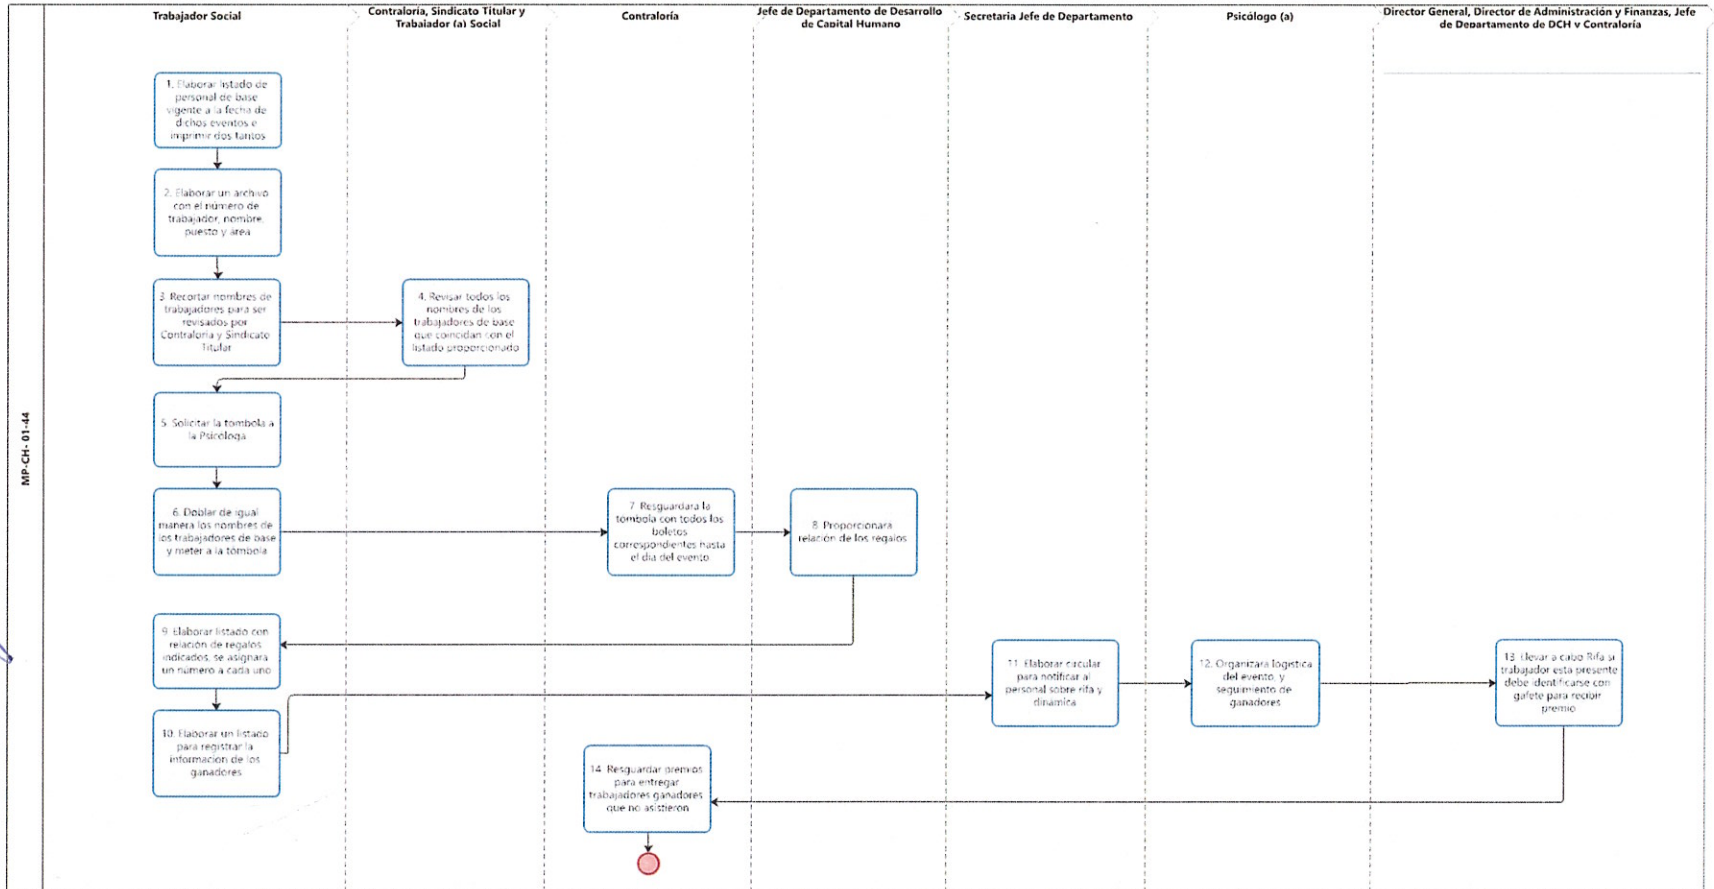 Trabajador Social
Contraloría, Sindicato Titular y
Trabajador (a) Social
Contraloría
Jefe de Departamento de Desarrollo
de Capital Humano
Secretaria Jefe de Departamento
Psicólogo (a)
Director General, Director de Administración y Finanzas, Jefe
de Departamento de DCH y Contraloría
MP-CH- 01-44
1. Elaborar listado de
personal de base
vigente a la fecha de
dichos eventos e
imprimir dos tantos
2. Elaborar un archivo
con el número de
trabajador, nombre,
puesto y área
3. Recortar nombres de
trabajadores para ser
revisados por
Contraloría y Sindicato
Titular
4. Revisar todos los
nombres de los
trabajadores de base
que coincidan con el
listado proporcionado
5. Solicitar la tombola a
la Psicologa
6. Doblar de igual
manera los nombres de
los trabajadores de base
y meter a la tómbola
7. Resguardara la
tombola con todos los
boletos
correspondientes hasta
el dia del evento
8. Proporcionara
relación de los regalos
9. Elaborar listado con
relación de regalos
indicados, se asignara
un número a cada uno
10. Elaborar un listado
para registrar la
informacion de los
ganadores
11. Elaborar circular
para notificar al
personal sobre rifa y
dinámica
12. Organizara logistica
del evento, y
seguimiento de
ganadores
13. Llevar a cabo Rifa si
trabajador esta presente
debe identificarse con
gafete para recibir
premio
14. Resguardar premios
para entregar
trabajadores ganadores
que no asistieron